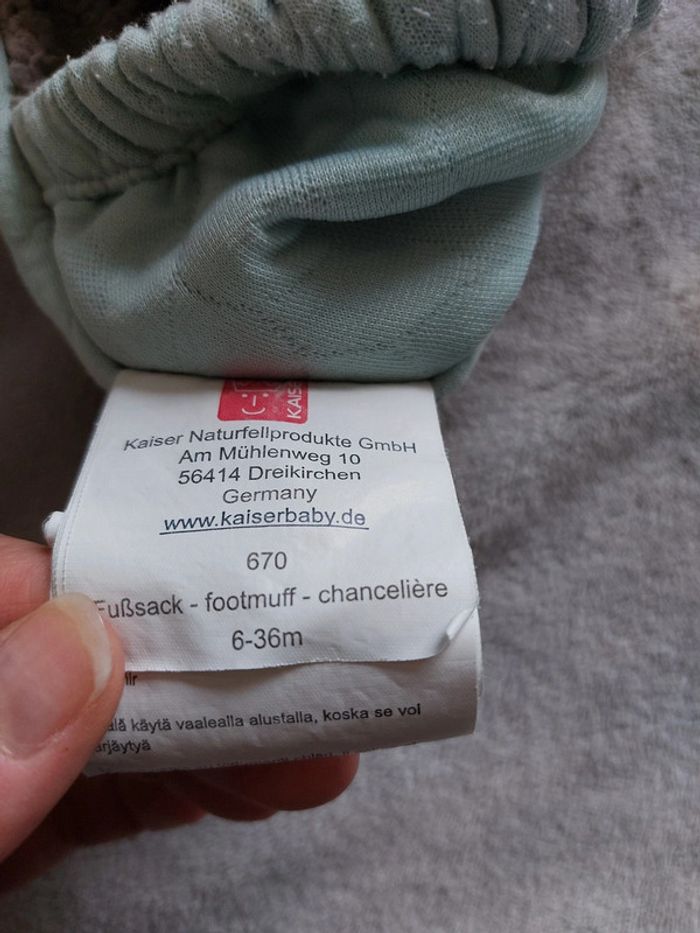 KAISER
Kaiser Naturfellprodukte GmbH
Am Mühlenweg 10
56414 Dreikirchen
Germany
www.kaiserbaby.de
670
Fußsack - footmuff - chancelière
6-36m
käytä vaalealla alustalla, koska se voi